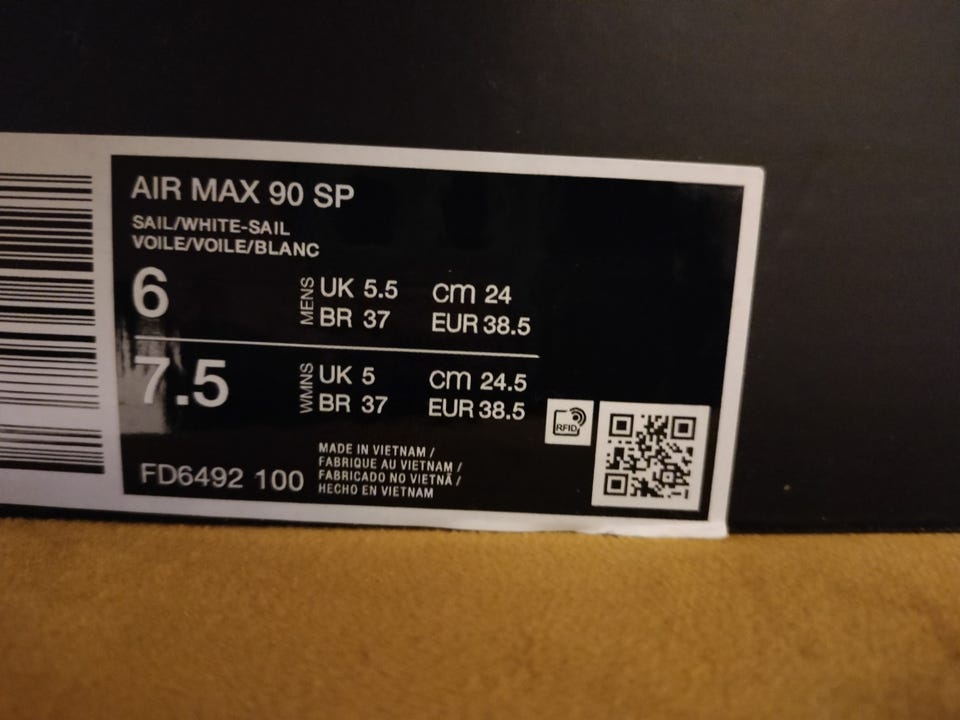 AIR MAX 90 SP
SAIL/WHITE-SAIL
VOILE/VOILE/BLANC
6
MENS
UK 5.5 cm 24
BR 37 EUR 38.5
7.5
WMNS
UK 5 cm 24.5
BR 37 EUR 38.5
RFID
FD6492 100
MADE IN VIETNAM /
FABRIQUE AU VIETNAM /
FABRICADO NO VIETNÃ /
HECHO EN VIETNAM